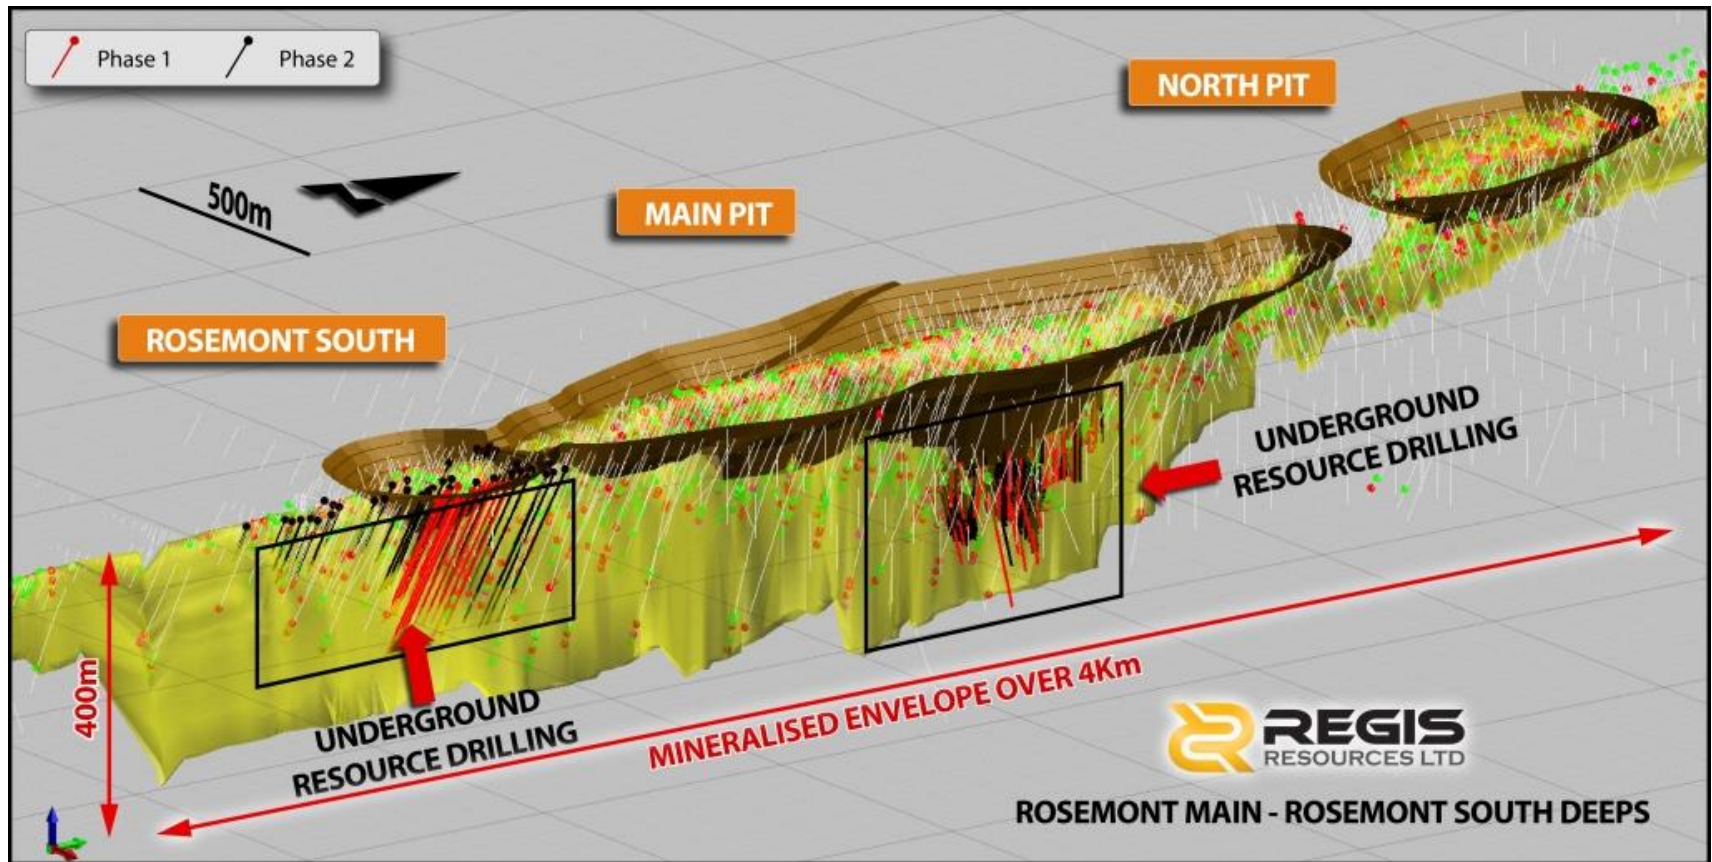 Phase 1
Phase 2
NORTH PIT
500m
MAIN PIT
ROSEMONT SOUTH
UNDERGROUND
RESOURCE DRILLING
400m
UNDERGROUND
RESOURCE DRILLING
MINERALISED ENVELOPE OVER 4Km
REGIS
RESOURCES LTD
ROSEMONT MAIN - ROSEMONT SOUTH DEEPS